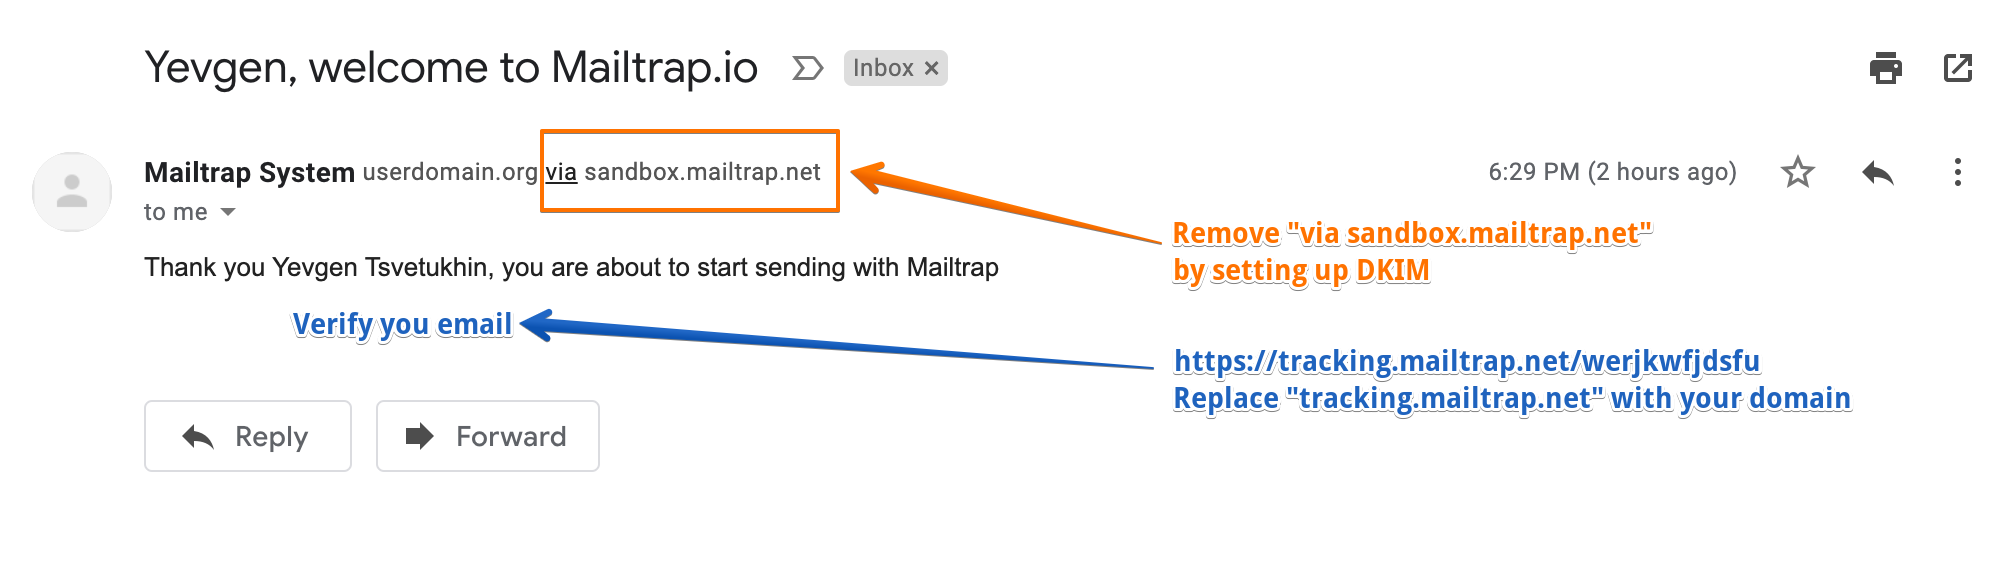 Yevgen, welcome to Mailtrap.io Inbox ×
Mailtrap System userdomain.org via sandbox.mailtrap.net 6:29 PM (2 hours ago)
to me
Remove "via sandbox.mailtrap.net"
by setting up DKIM
Thank you Yevgen Tsvetukhin, you are about to start sending with Mailtrap
Verify you email
https://tracking.mailtrap.net/werjkwfjdsfu
Replace "tracking.mailtrap.net" with your domain
Reply Forward